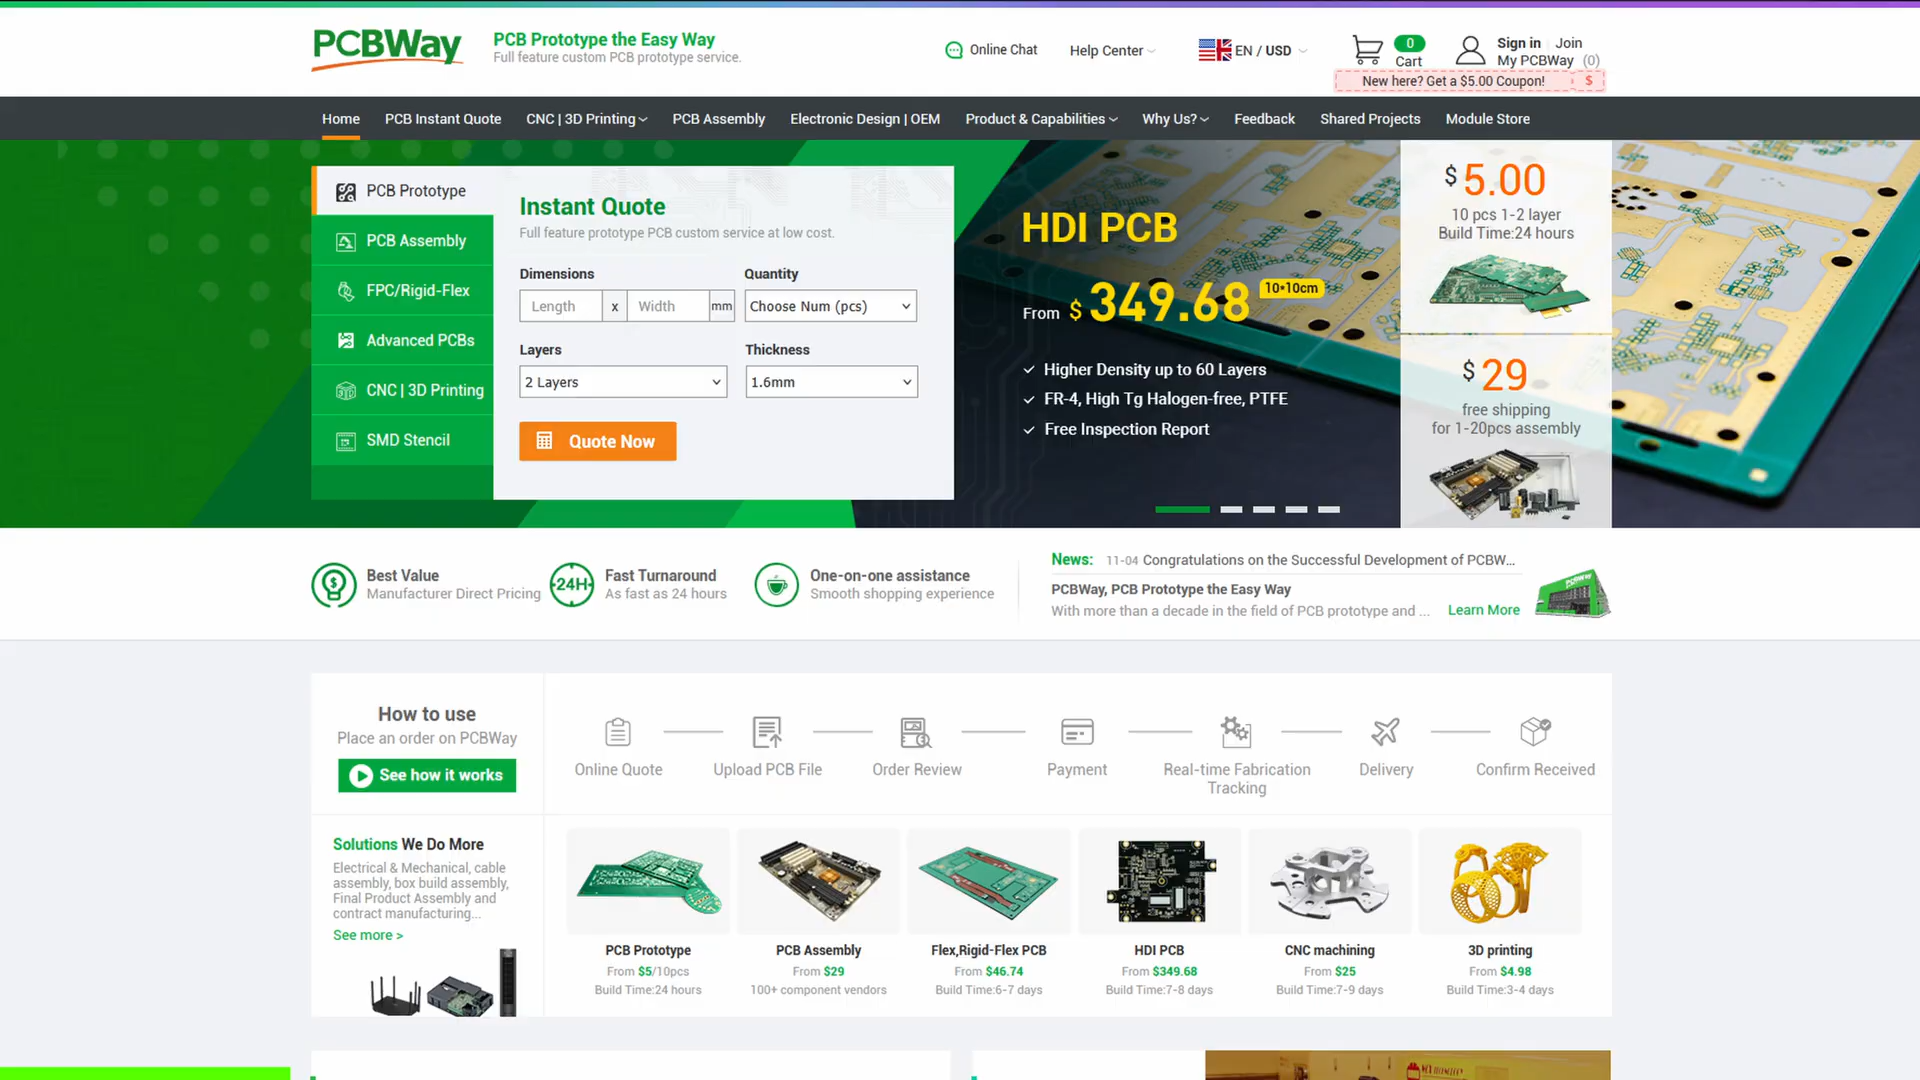 PCBWay
PCB Prototype the Easy Way
Full feature custom PCB prototype service.
Online Chat
Help Center
EN / USD
0
Cart
Sign in Join
My PCBWay (0)
New here? Get a $5.00 Coupon!
$
Home
PCB Instant Quote
CNC | 3D Printing
PCB Assembly
Electronic Design | OEM
Product & Capabilities
Why Us?
Feedback
Shared Projects
Module Store
PCB Prototype
PCB Assembly
FPC/Rigid-Flex
Advanced PCBs
CNC | 3D Printing
SMD Stencil
Instant Quote
Full feature prototype PCB custom service at low cost.
Dimensions
Quantity
Length x Width mm
Choose Num (pcs)
Layers
Thickness
2 Layers
1.6mm
Quote Now
HDI PCB
From $ 349.68 10*10cm
Higher Density up to 60 Layers
FR-4, High Tg Halogen-free, PTFE
Free Inspection Report
$ 5.00
10 pcs 1-2 layer
Build Time:24 hours
$ 29
free shipping
for 1-20pcs assembly
Best Value
Manufacturer Direct Pricing
24H
Fast Turnaround
As fast as 24 hours
One-on-one assistance
Smooth shopping experience
News: 11-04 Congratulations on the Successful Development of PCBW...
PCBWay, PCB Prototype the Easy Way
With more than a decade in the field of PCB prototype and ... Learn More
PCBWay
How to use
Place an order on PCBWay
See how it works
Online Quote
Upload PCB File
Order Review
Payment
Real-time Fabrication
Tracking
Delivery
Confirm Received
Solutions We Do More
Electrical & Mechanical, cable
assembly, box build assembly,
Final Product Assembly and
contract manufacturing...
See more >
PCB Prototype
From $5/10pcs
Build Time:24 hours
PCB Assembly
From $29
100+ component vendors
Flex,Rigid-Flex PCB
From $46.74
Build Time:6-7 days
HDI PCB
From $349.68
Build Time:7-8 days
CNC machining
From $25
Build Time:7-9 days
3D printing
From $4.98
Build Time:3-4 days